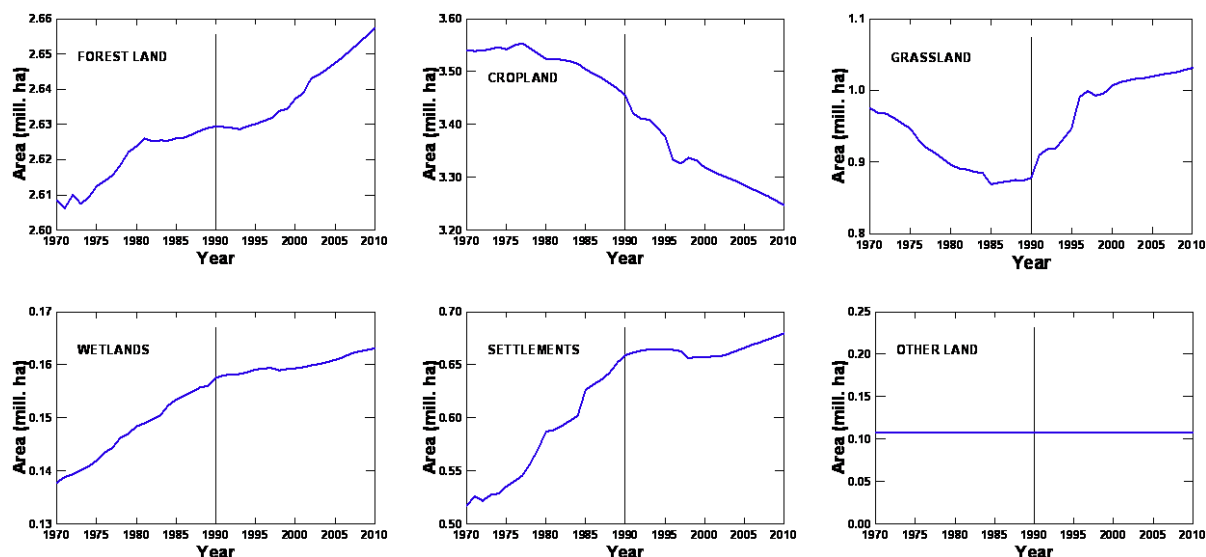 2.66
2.65
2.64
2.63
2.62
2.61
2.60
Area (mill. ha)
FOREST LAND
1970 1975 1980 1985 1990 1995 2000 2005 2010
Year
3.60
3.50
3.40
3.30
3.20
Area (mill. ha)
CROPLAND
1970 1975 1980 1985 1990 1995 2000 2005 2010
Year
1.1
1.0
0.9
0.8
Area (mill. ha)
GRASSLAND
1970 1975 1980 1985 1990 1995 2000 2005 2010
Year
0.17
0.16
0.15
0.14
0.13
Area (mill. ha)
WETLANDS
1970 1975 1980 1985 1990 1995 2000 2005 2010
Year
0.70
0.65
0.60
0.55
0.50
Area (mill. ha)
SETTLEMENTS
1970 1975 1980 1985 1990 1995 2000 2005 2010
Year
0.25
0.20
0.15
0.10
0.05
0.00
Area (mill. ha)
OTHER LAND
1970 1975 1980 1985 1990 1995 2000 2005 2010
Year